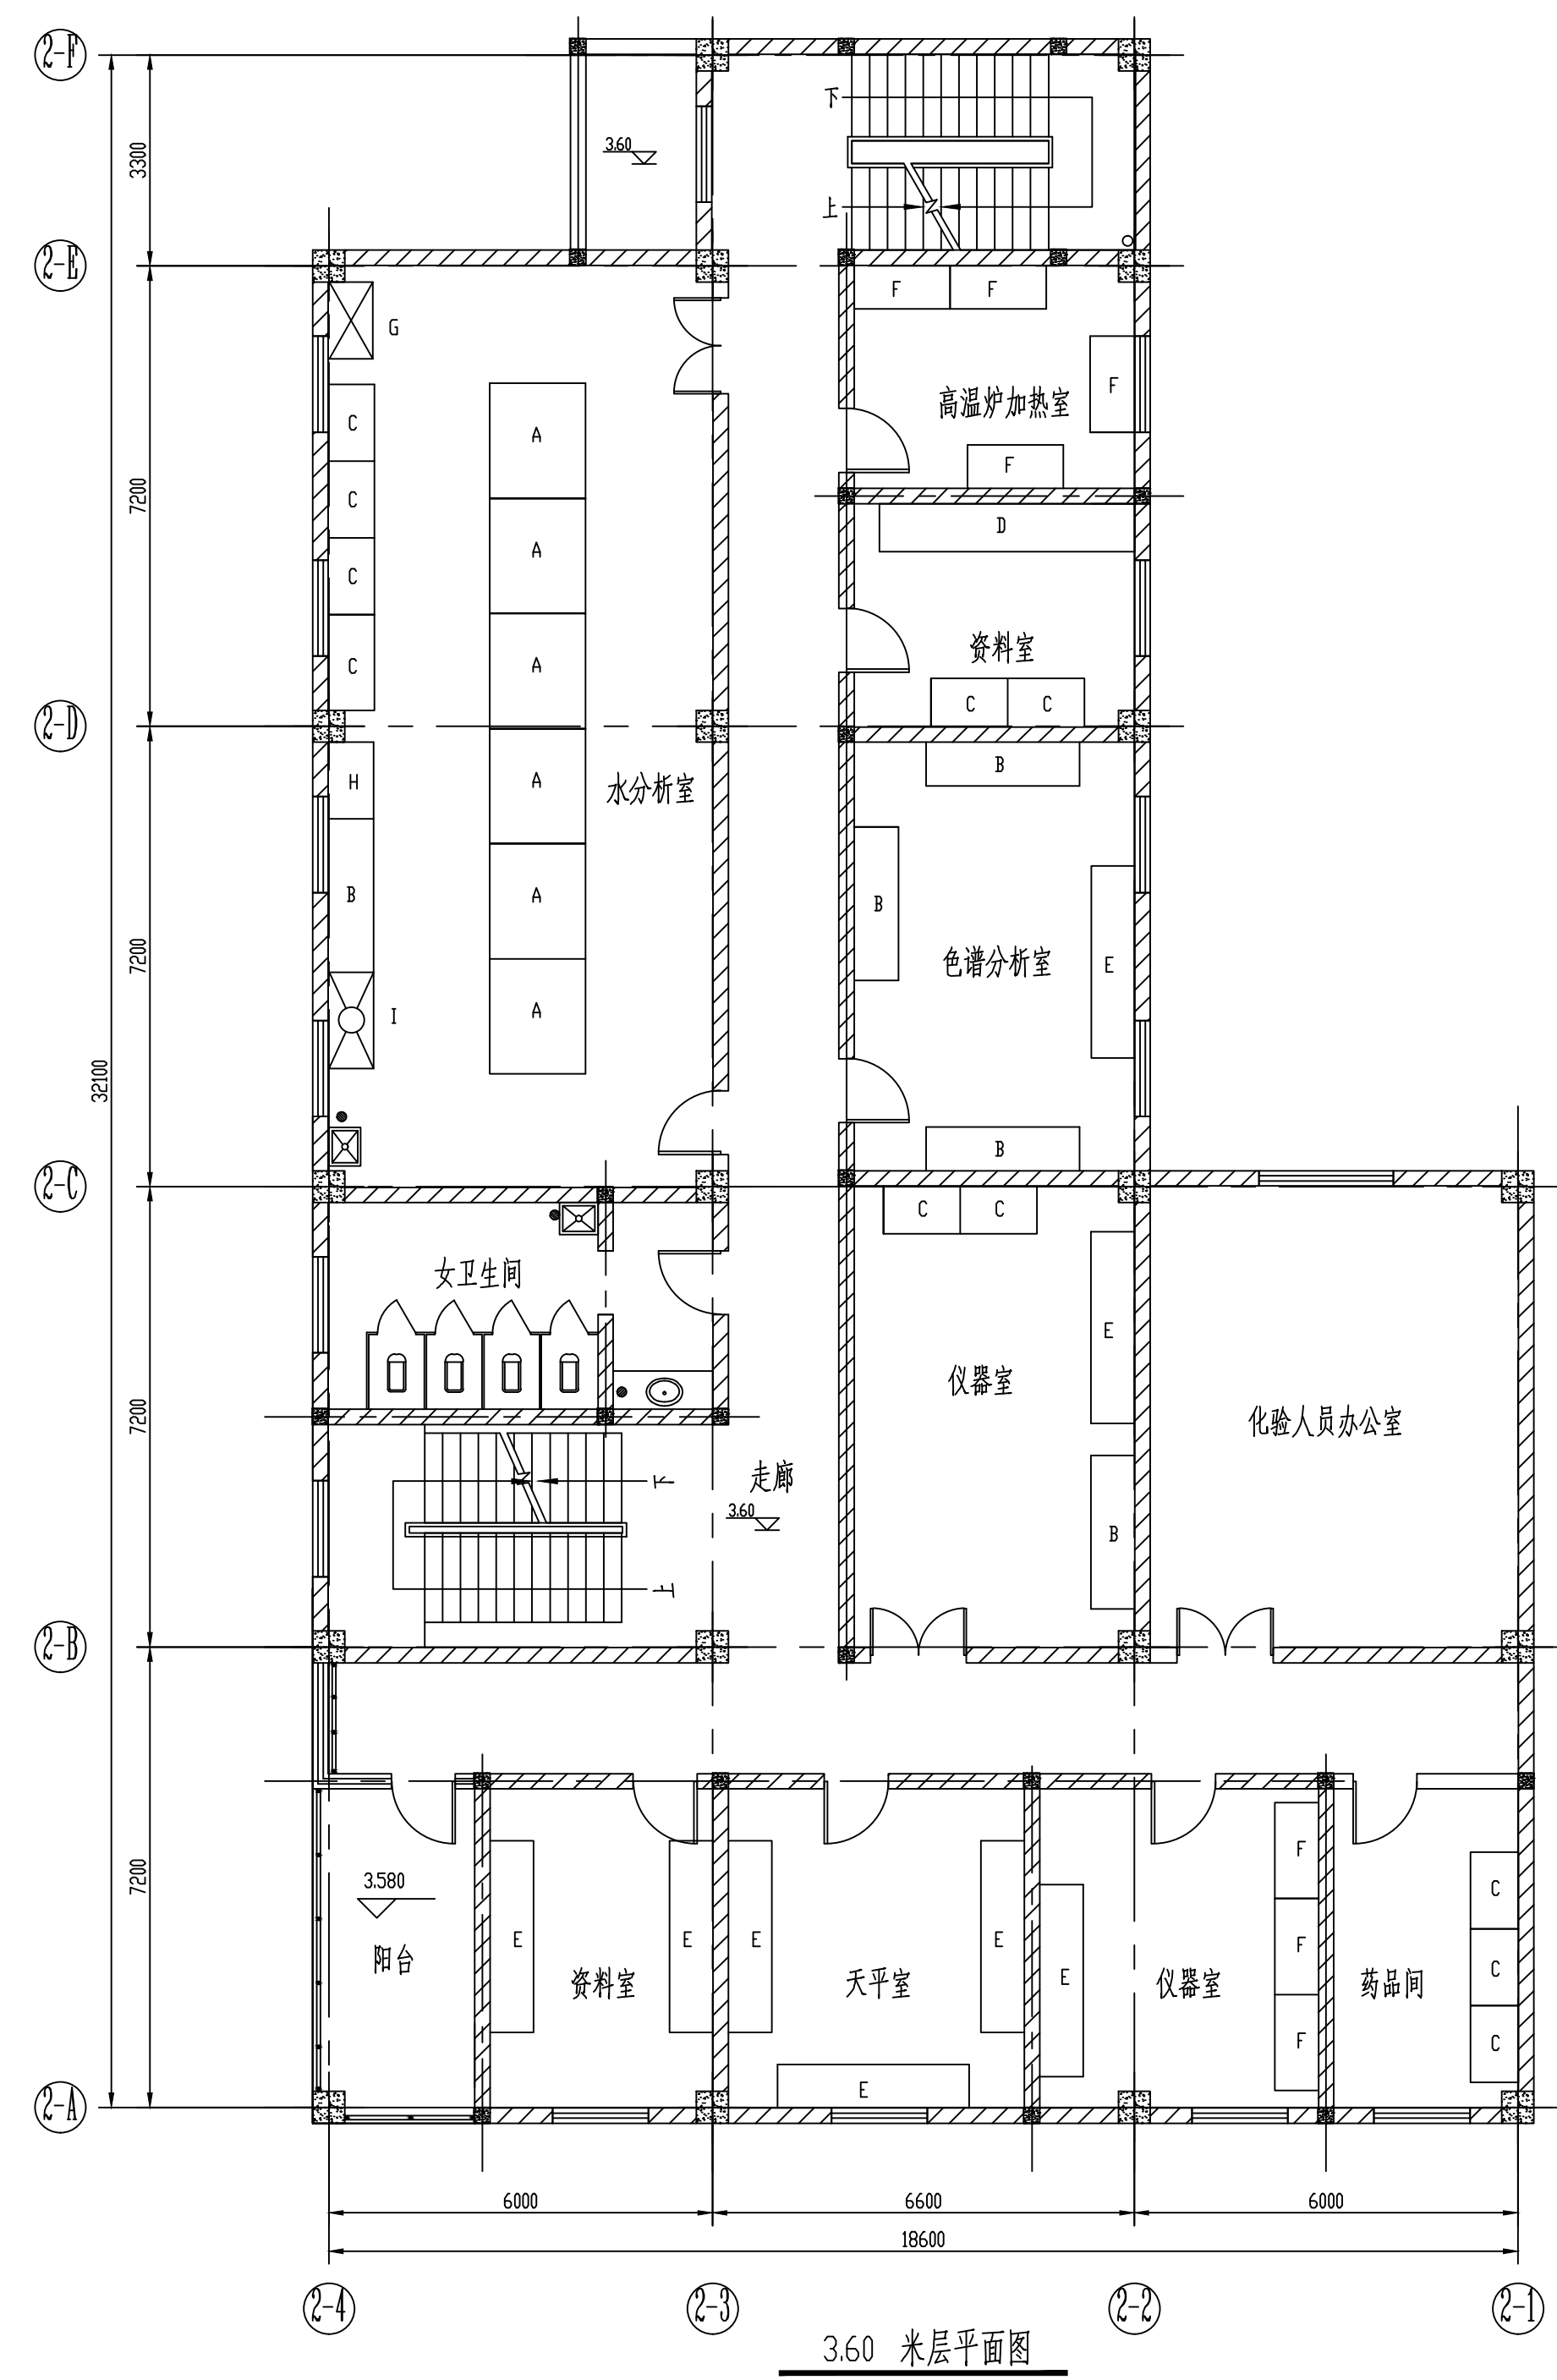 2-F
下
3300
3.60
上
2-E
F F
G
F
高温炉加热室
C
A
F
7200
C
D
A
C
资料室
A
C
C C
2-D
B
H
A
水分析室
B
A
B
7200
色谱分析室
E
A
I
32100
B
2-C
C C
女卫生间
E
仪器室
7200
化验人员办公室
走廊
下
3.60
B
上
2-B
3.580
F
C
7200
E E E E
F
阳台
E
C
资料室
天平室
仪器室
药品间
F
C
E
2-A
6000 6600 6000
18600
2-4 2-3 2-2 2-1
3.60 米层平面图